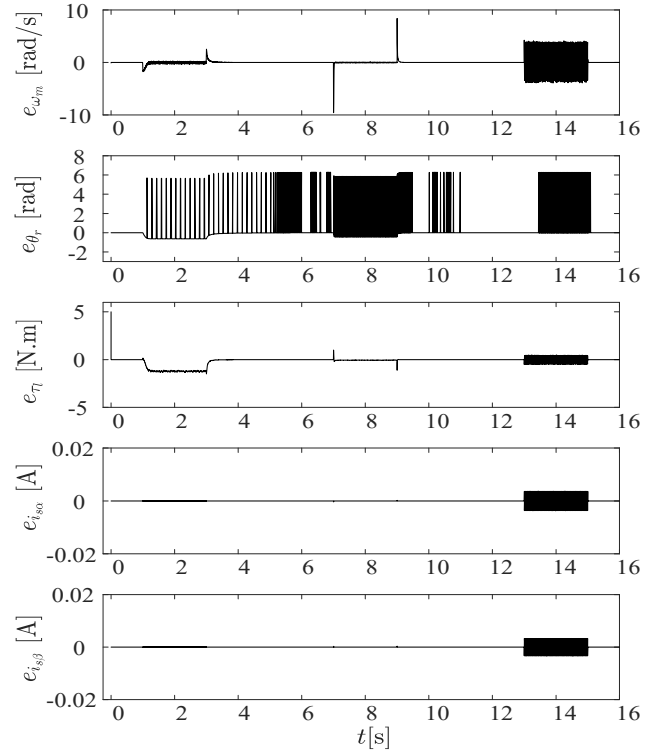 10
0
-10
e_{ω_m} [rad/s]
0 2 4 6 8 10 12 14 16
8
6
4
2
0
-2
e_{θ_r} [rad]
0 2 4 6 8 10 12 14 16
5
0
-5
e_{τ_l} [N.m]
0 2 4 6 8 10 12 14 16
0.02
0
-0.02
e_{i_{sα}} [A]
0 2 4 6 8 10 12 14 16
0.02
0
-0.02
e_{i_{sβ}} [A]
0 2 4 6 8 10 12 14 16
t[s]